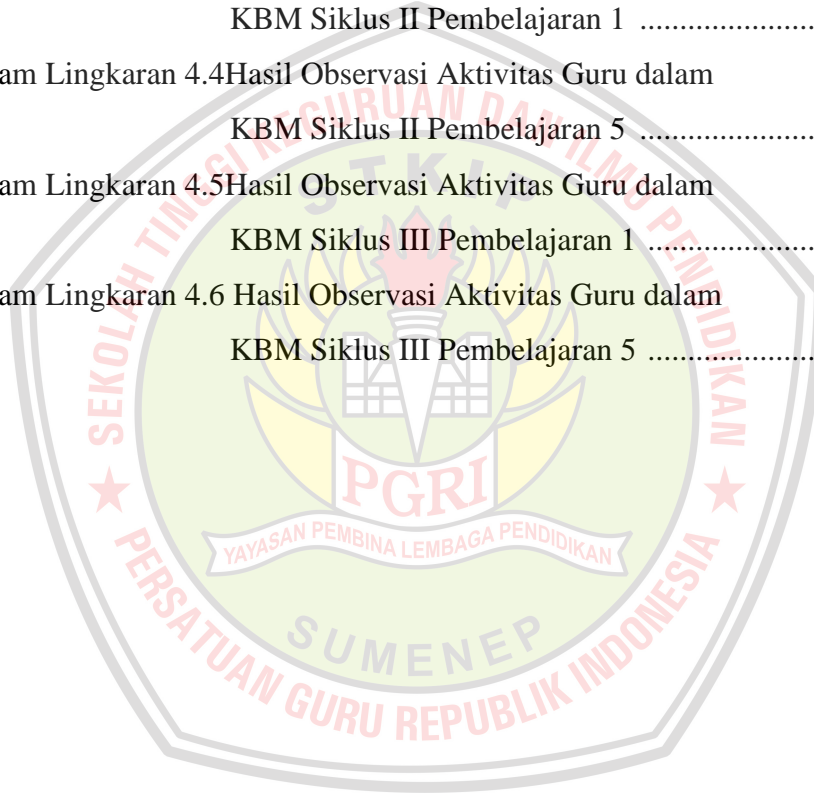 KBM Siklus II Pembelajaran 1 .....................
am Lingkaran 4.4Hasil Observasi Aktivitas Guru dalam
KBM Siklus II Pembelajaran 5 .....................
am Lingkaran 4.5Hasil Observasi Aktivitas Guru dalam
KBM Siklus III Pembelajaran 1 ....................
am Lingkaran 4.6 Hasil Observasi Aktivitas Guru dalam
KBM Siklus III Pembelajaran 5 ....................
SEKOLAH TINGGI KEGURUAN DAN ILMU PENDIDIKAN
STKIP
PGRI
YAYASAN PEMBINA LEMBAGA PENDIDIKAN
SUMENEP
PERSATUAN GURU REPUBLIK INDONESIA